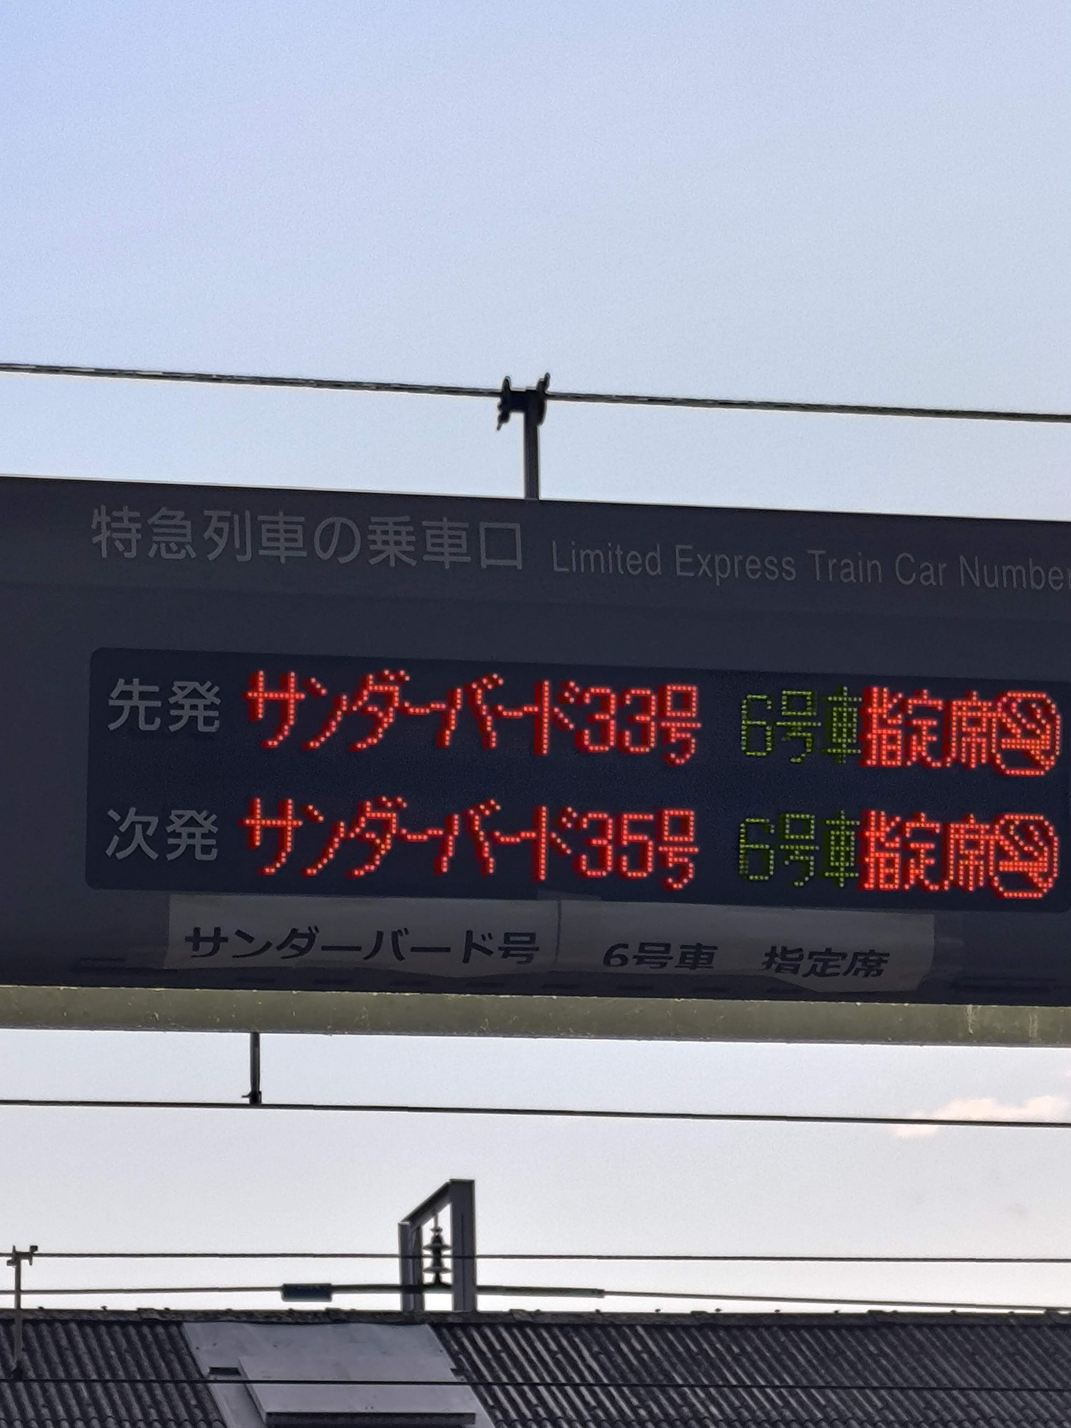 特急列車の乗車口 Limited Express Train Car Number
先発 サンダーバード33号 6号車指定席
次発 サンダーバード35号 6号車指定席
サンダーバード号 6号車 指定席